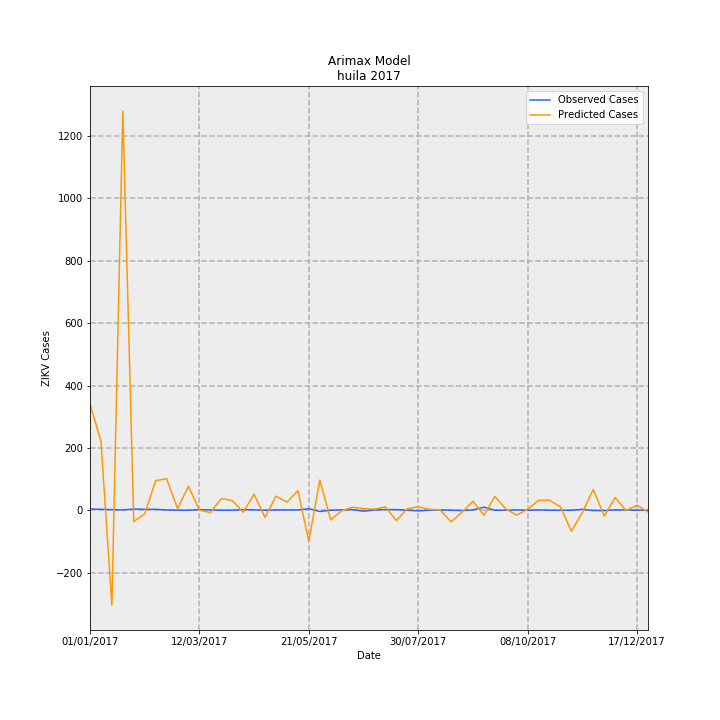 Arimax Model
huila 2017
Observed Cases
Predicted Cases
1200
1000
800
600
400
200
0
−200
ZIKV Cases
01/01/2017
12/03/2017
21/05/2017
30/07/2017
08/10/2017
17/12/2017
Date